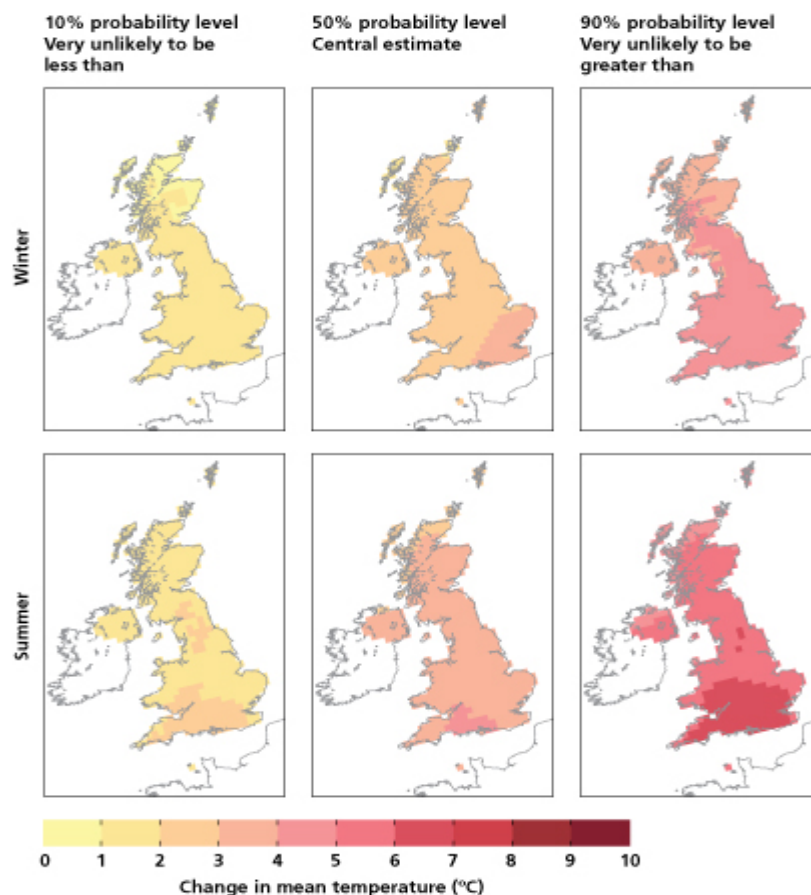 10% probability level
Very unlikely to be
less than
50% probability level
Central estimate
90% probability level
Very unlikely to be
greater than
Winter
Summer
0 1 2 3 4 5 6 7 8 9 10
Change in mean temperature (ºC)